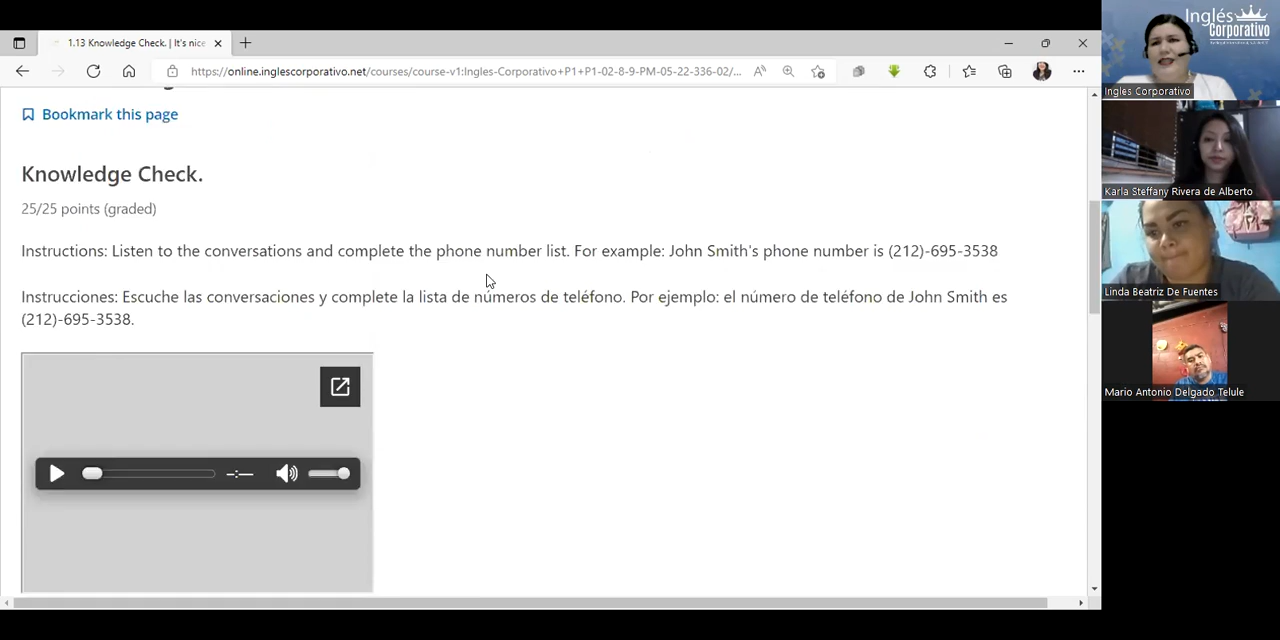 1.13 Knowledge Check. | It's nice
https://online.inglescorporativo.net/courses/course-v1:Ingles-Corporativo+P1+P1-02-8-9-PM-05-22-336-02/...
Bookmark this page
Knowledge Check.
25/25 points (graded)
Instructions: Listen to the conversations and complete the phone number list. For example: John Smith's phone number is (212)-695-3538
Instrucciones: Escuche las conversaciones y complete la lista de números de teléfono. Por ejemplo: el número de teléfono de John Smith es
(212)-695-3538.
-:--
Inglés
Corporativo
Ingles Corporativo
Karla Steffany Rivera de Alberto
Linda Beatriz De Fuentes
Mario Antonio Delgado Telule